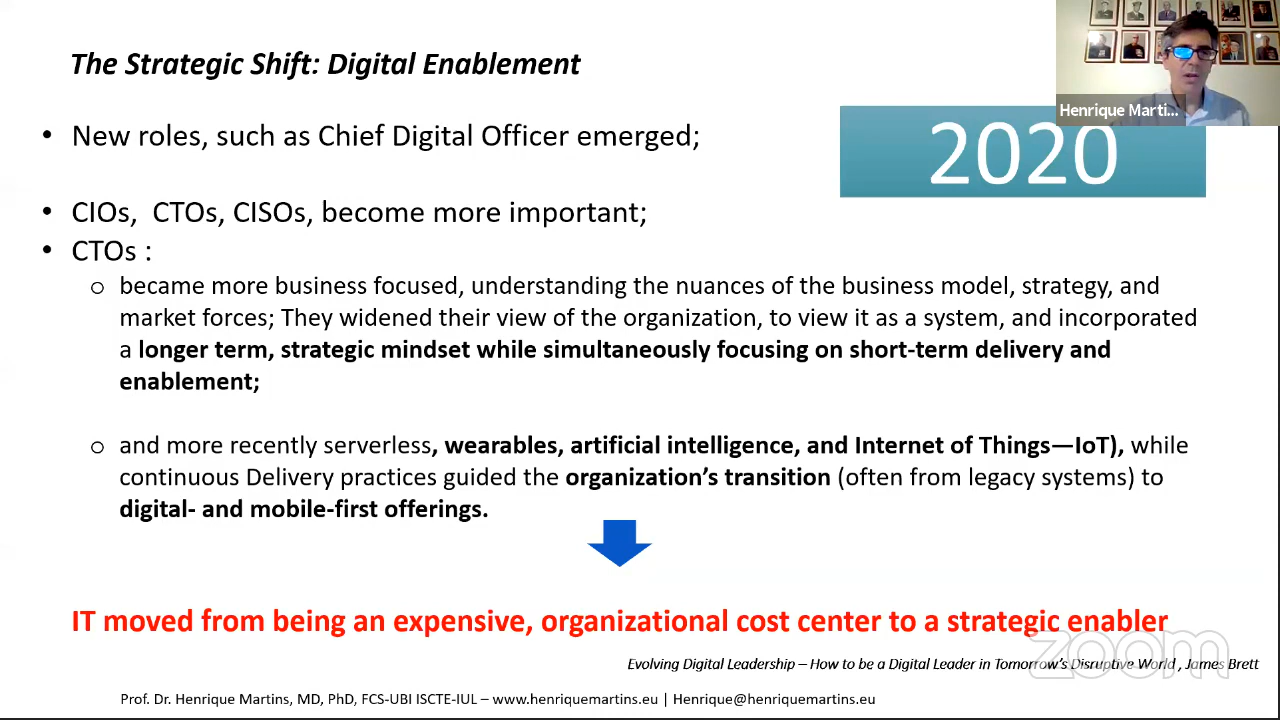 The Strategic Shift: Digital Enablement
Henrique Marti...
2020
• New roles, such as Chief Digital Officer emerged;
• CIOs, CTOs, CISOs, become more important;
• CTOs :
o became more business focused, understanding the nuances of the business model, strategy, and
market forces; They widened their view of the organization, to view it as a system, and incorporated
a longer term, strategic mindset while simultaneously focusing on short-term delivery and
enablement;
o and more recently serverless, wearables, artificial intelligence, and Internet of Things—IoT), while
continuous Delivery practices guided the organization’s transition (often from legacy systems) to
digital- and mobile-first offerings.
IT moved from being an expensive, organizational cost center to a strategic enabler
zoom
Evolving Digital Leadership – How to be a Digital Leader in Tomorrow’s Disruptive World , James Brett
Prof. Dr. Henrique Martins, MD, PhD, FCS-UBI ISCTE-IUL – www.henriquemartins.eu | Henrique@henriquemartins.eu